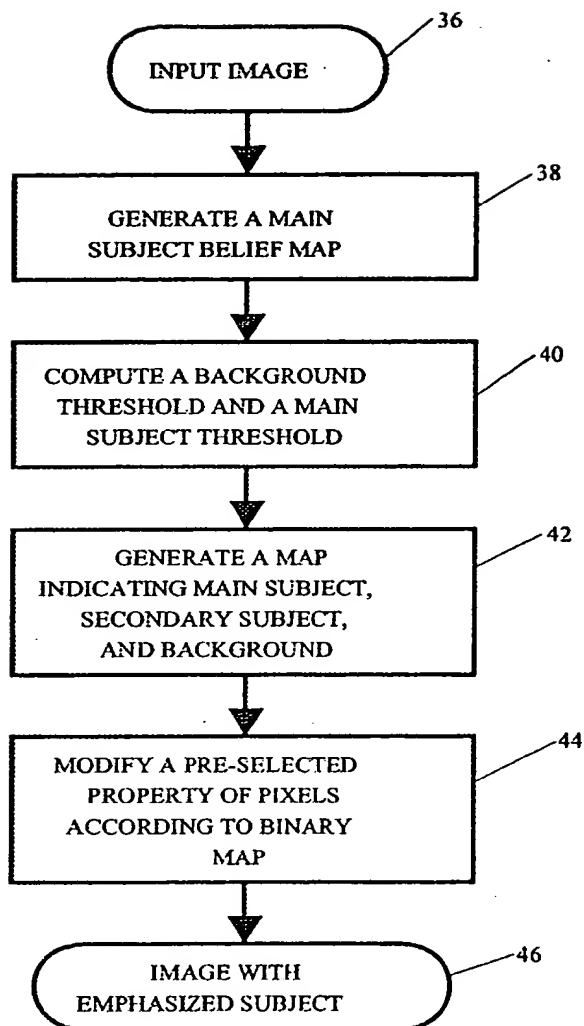 36
INPUT IMAGE
38
GENERATE A MAIN
SUBJECT BELIEF MAP
40
COMPUTE A BACKGROUND
THRESHOLD AND A MAIN
SUBJECT THRESHOLD
42
GENERATE A MAP
INDICATING MAIN SUBJECT,
SECONDARY SUBJECT,
AND BACKGROUND
44
MODIFY A PRE-SELECTED
PROPERTY OF PIXELS
ACCORDING TO BINARY
MAP
46
IMAGE WITH
EMPHASIZED SUBJECT